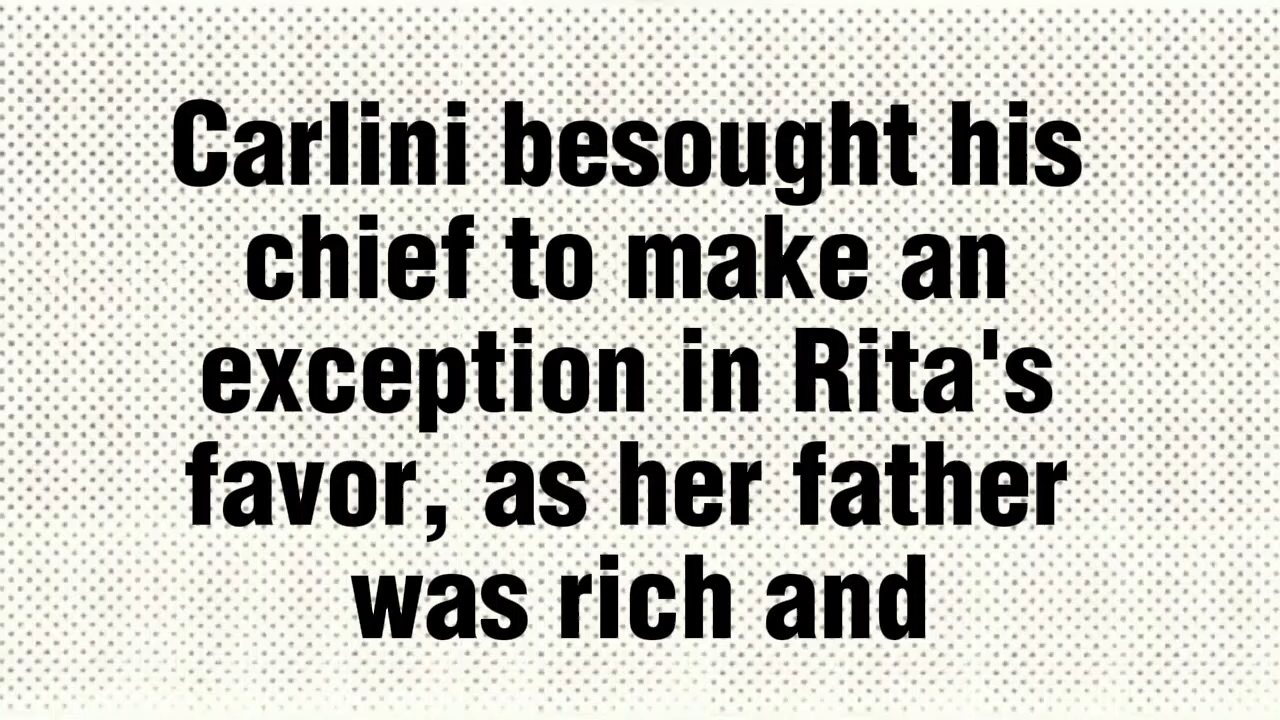 Carlini besought his
chief to make an
exception in Rita's
favor, as her father
was rich and